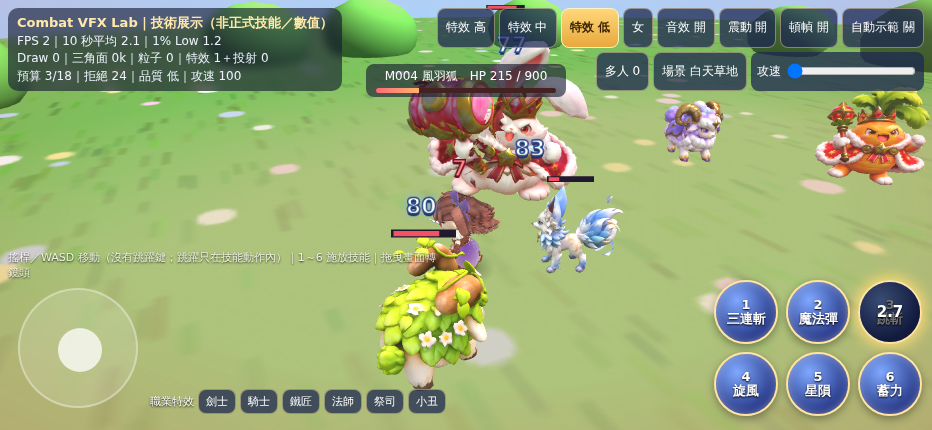 Combat VFX Lab｜技術展示（非正式技能／數值）
FPS 2｜10 秒平均 2.1｜1% Low 1.2
Draw 0｜三角面 0k｜粒子 0｜特效 1＋投射 0
預算 3/18｜拒絕 24｜品質 低｜攻速 100
特效 高
特效 中
特效 低
女
音效 開
震動 開
頓幀 開
自動示範 關
多人 0
場景 白天草地
攻速
77
M004 風羽狐 HP 215 / 900
83
7
80
搖桿／WASD 移動（沒有跳躍鍵；跳躍只在技能動作內）｜1～6 施放技能｜拖曳畫面轉
鏡頭
1
三連斬
2
魔法彈
3
2.7
跳斬
4
旋風
5
星隕
6
蓄力
職業特效
劍士
騎士
鐵匠
法師
祭司
小丑